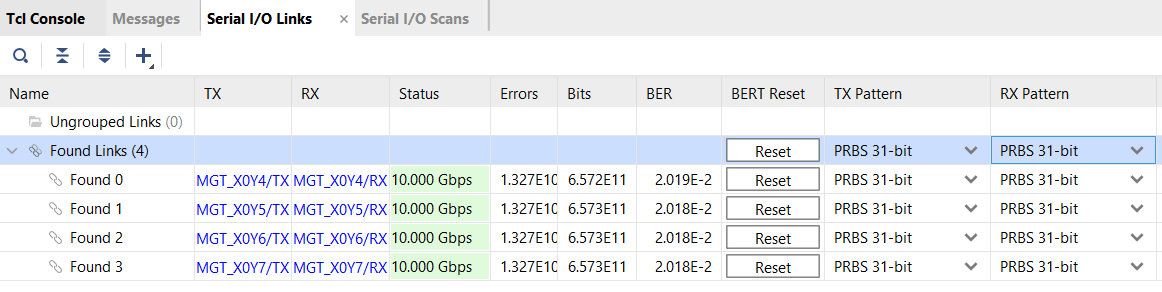 Tcl Console Messages Serial I/O Links × Serial I/O Scans
Name TX RX Status Errors Bits BER BERT Reset TX Pattern RX Pattern
Ungrouped Links (0)
Found Links (4) Reset PRBS 31-bit PRBS 31-bit
Found 0 MGT_X0Y4/TX MGT_X0Y4/RX 10.000 Gbps 1.327E10 6.572E11 2.019E-2 Reset PRBS 31-bit PRBS 31-bit
Found 1 MGT_X0Y5/TX MGT_X0Y5/RX 10.000 Gbps 1.327E10 6.573E11 2.018E-2 Reset PRBS 31-bit PRBS 31-bit
Found 2 MGT_X0Y6/TX MGT_X0Y6/RX 10.000 Gbps 1.327E10 6.573E11 2.018E-2 Reset PRBS 31-bit PRBS 31-bit
Found 3 MGT_X0Y7/TX MGT_X0Y7/RX 10.000 Gbps 1.327E10 6.573E11 2.018E-2 Reset PRBS 31-bit PRBS 31-bit